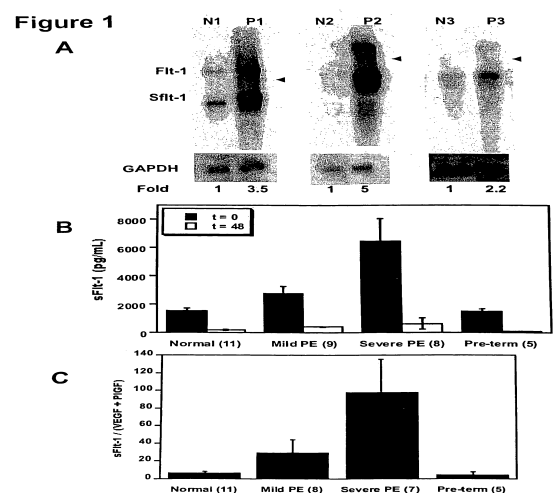 Figure 1
A
N1 P1 N2 P2 N3 P3
Flt-1
Sflt-1
GAPDH
Fold 1 3.5 1 5 1 2.2
B
8000
6000
4000
2000
0
sFlt-1 (pg/mL)
t = 0
t = 48
Normal (11) Mild PE (9) Severe PE (8) Pre-term (5)
C
140
120
100
80
60
40
20
0
sFlt-1 / (VEGF + PlGF)
Normal (11) Mild PE (8) Severe PE (7) Pre-term (5)